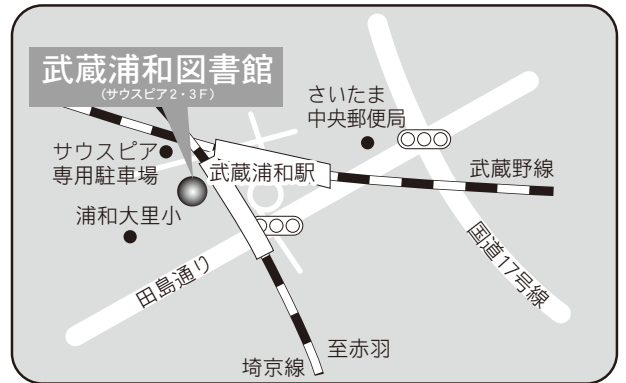 武蔵浦和図書館
(サウスピア2・3F)
さいたま
中央郵便局
サウスピア
専用駐車場
武蔵浦和駅
武蔵野線
浦和大里小
田島通り
国道17号線
至赤羽
埼京線